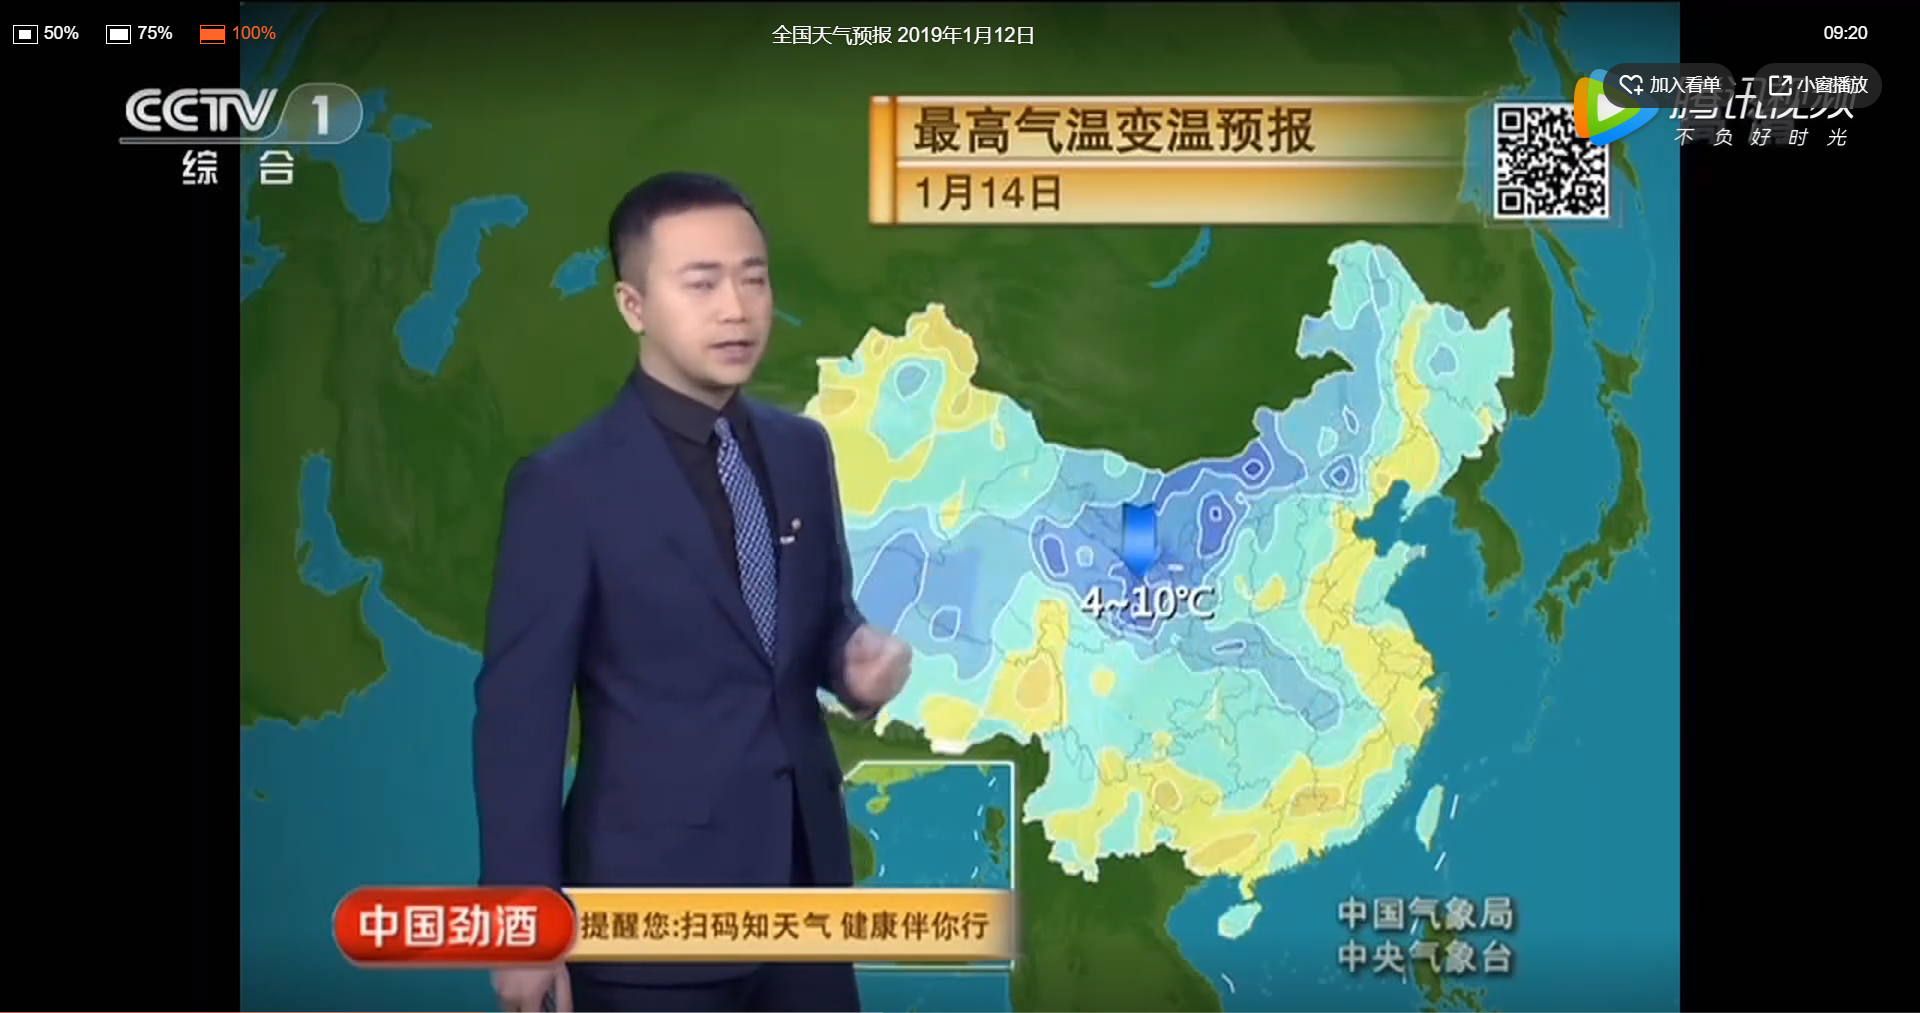 50% 75% 100%
全国天气预报 2019年1月12日
09:20
加入看单
小窗播放
CCTV 1
综 合
腾讯视频
不 负 好 时 光
最高气温变温预报
1月14日
4~10℃
中国劲酒
提醒您:扫码知天气 健康伴你行
中国气象局
中央气象台